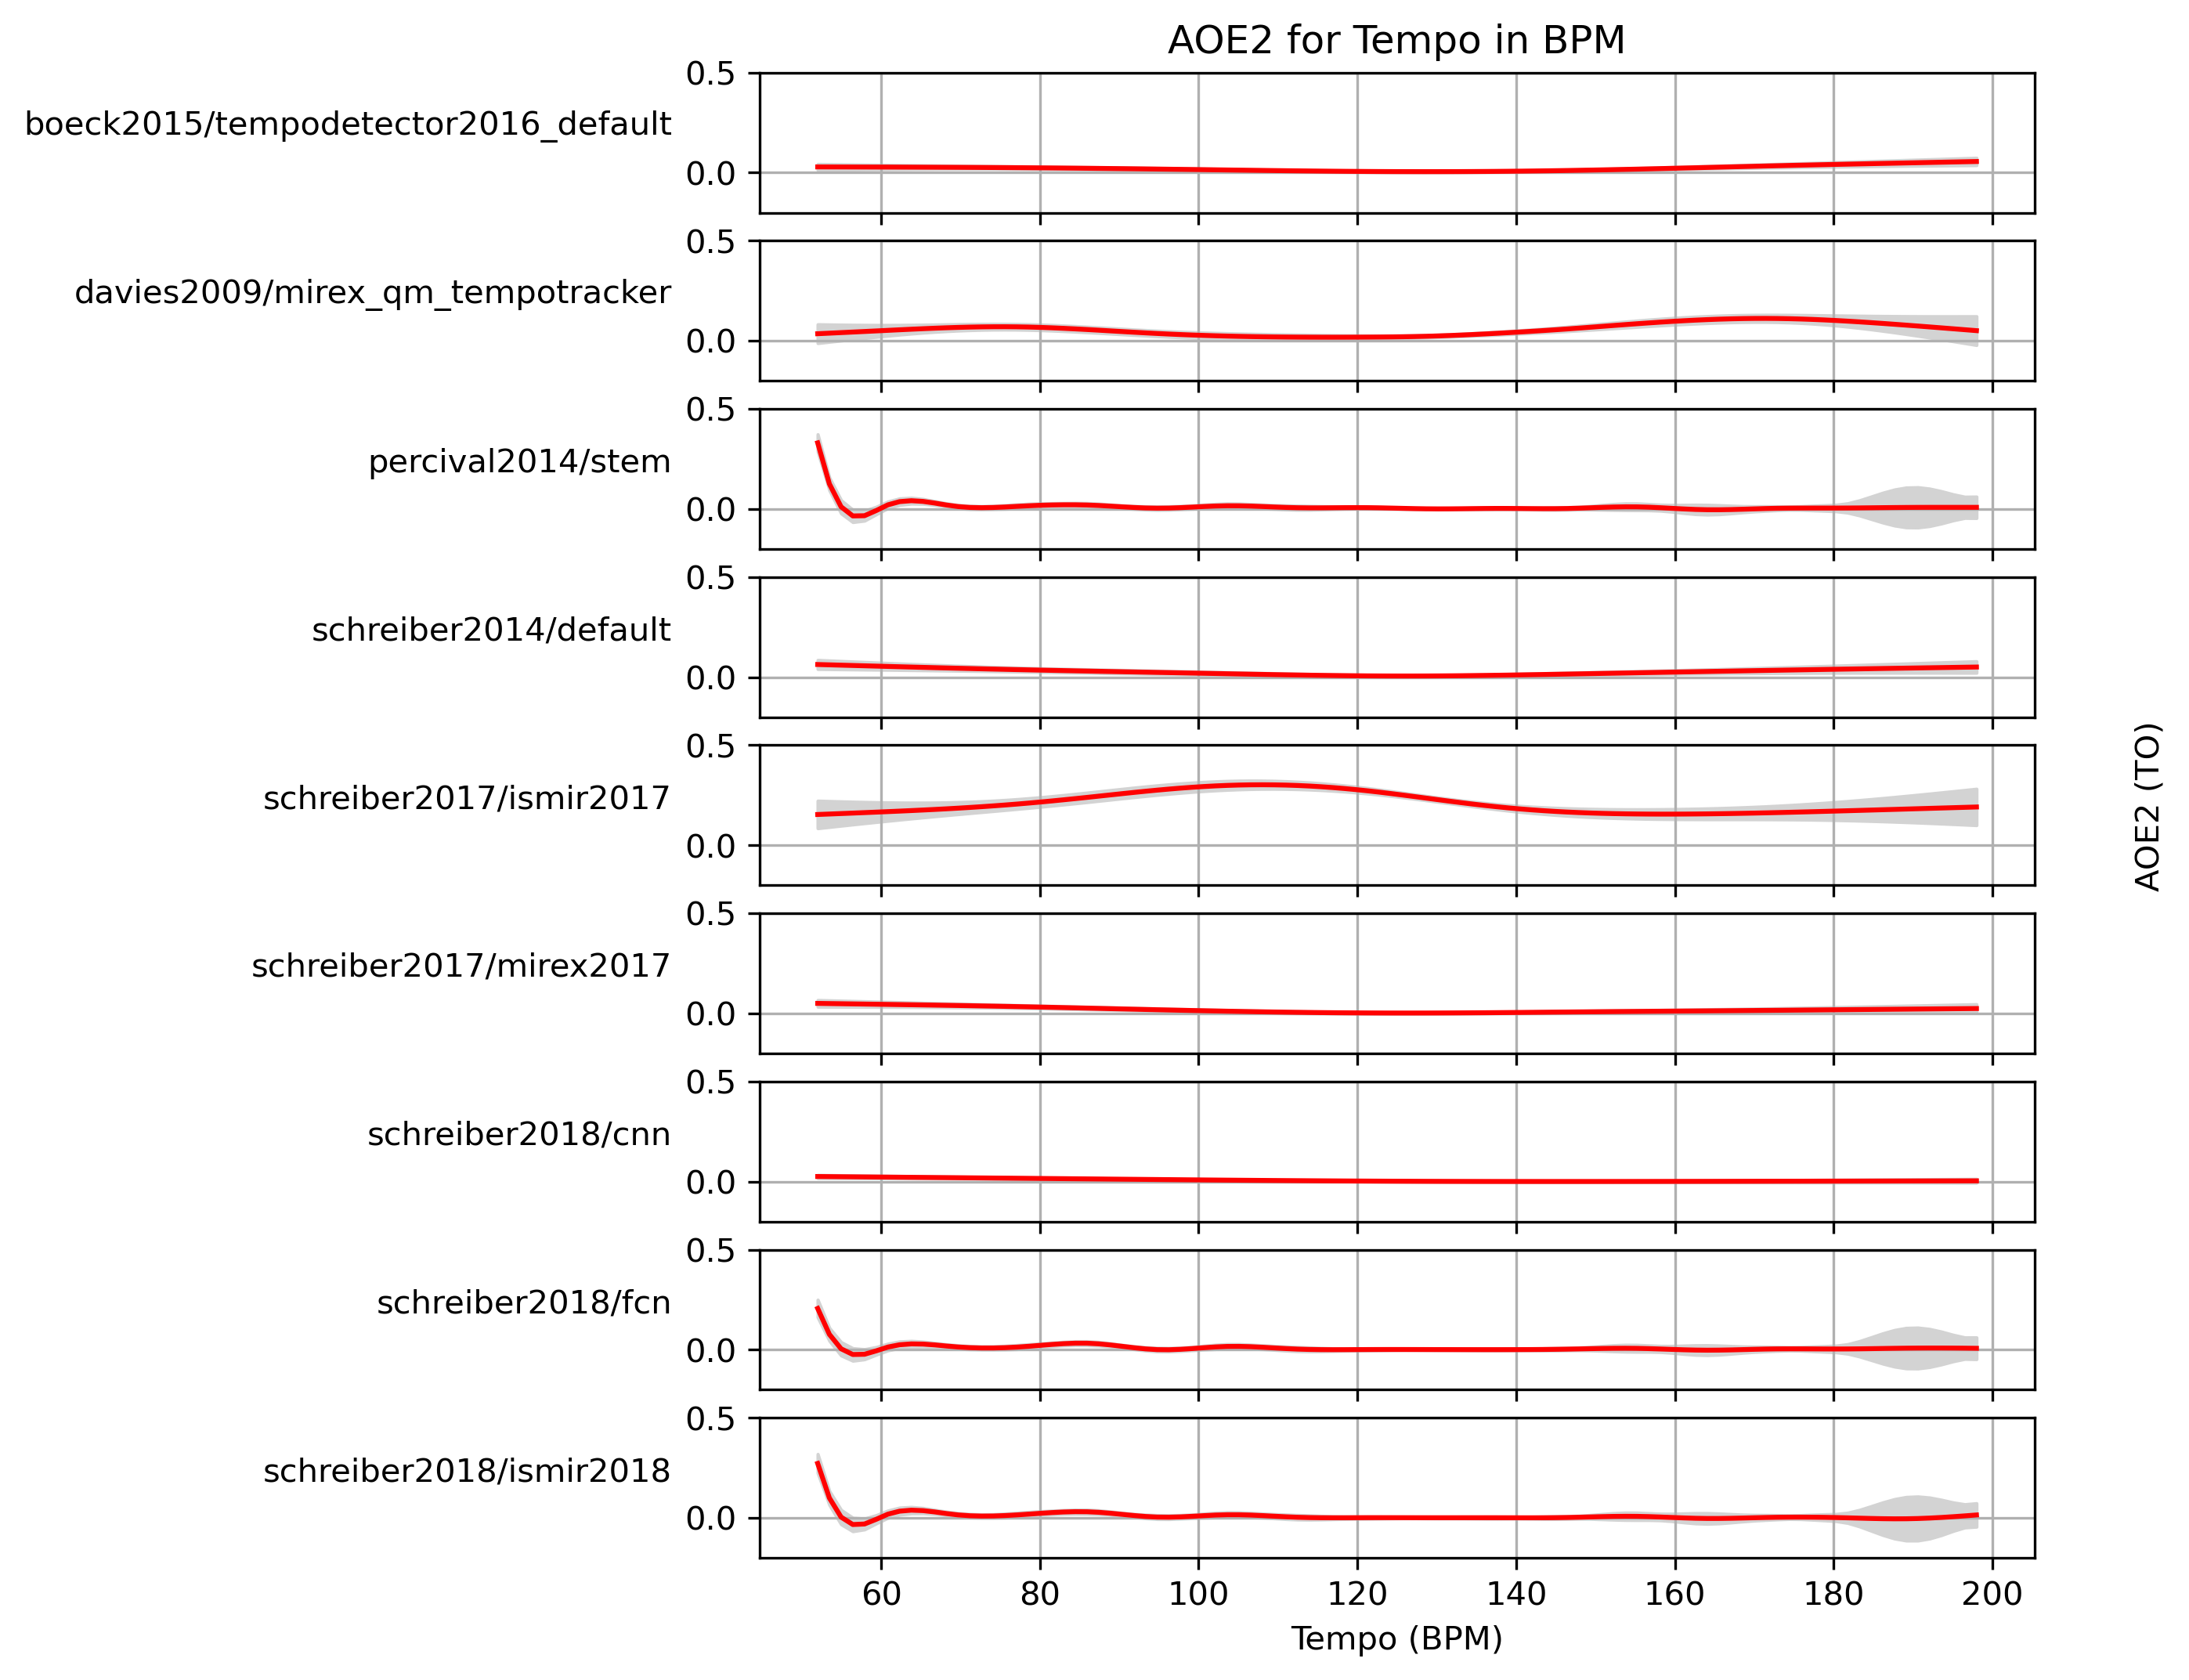 AOE2 for Tempo in BPM
0.5
boeck2015/tempodetector2016_default
0.0
0.5
davies2009/mirex_qm_tempotracker
0.0
0.5
percival2014/stem
0.0
0.5
schreiber2014/default
0.0
0.5
schreiber2017/ismir2017
0.0
AOE2 (TO)
0.5
schreiber2017/mirex2017
0.0
0.5
schreiber2018/cnn
0.0
0.5
schreiber2018/fcn
0.0
0.5
schreiber2018/ismir2018
0.0
60 80 100 120 140 160 180 200
Tempo (BPM)